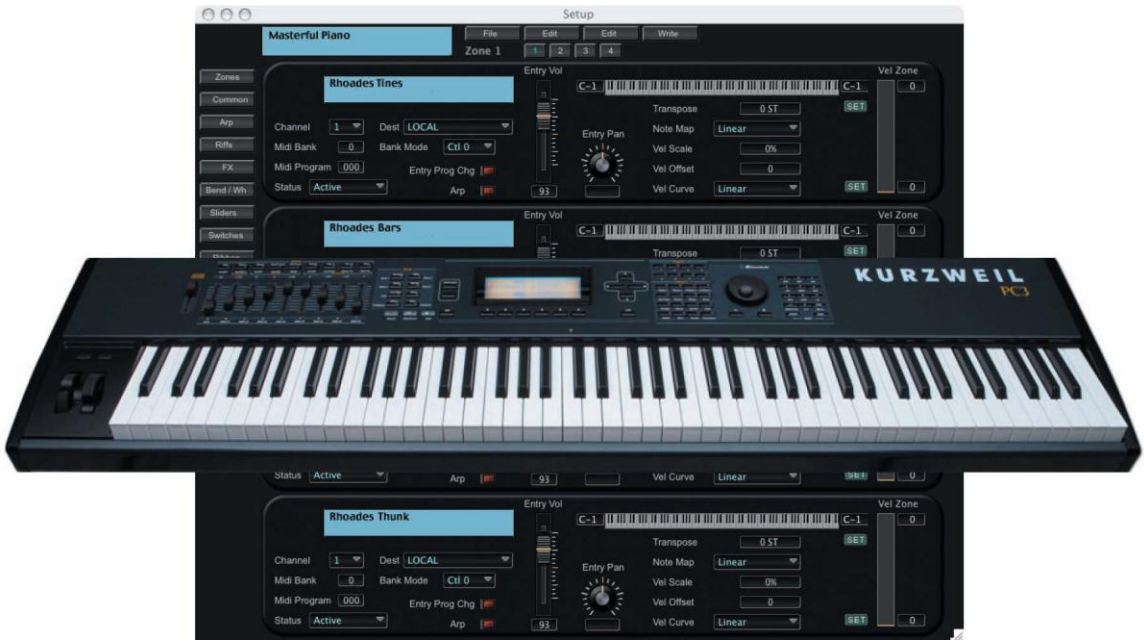 Setup
Masterful Piano
File Edit Edit Write
Zone 1 1 2 3 4
Zones
Common
Arp
Riffs
FX
Bend / Wh
Sliders
Switches
Ribbon
Rhoades Tines
Entry Vol
Vel Zone
C-1 C-1 0
Transpose 0 ST SET
Channel 1 Dest LOCAL
Entry Pan
Note Map Linear
Midi Bank 0 Bank Mode Ctl 0
Vel Scale 0%
Midi Program 000 Entry Prog Chg
Vel Offset 0
Status Active Arp 93
Vel Curve Linear SET 0
Rhoades Bars
Entry Vol
Vel Zone
C-1 C-1 0
Transpose 0 ST SET
KURZWEIL
PC3
Status Active Arp 93 Vel Curve Linear SET 0
Rhoades Thunk
Entry Vol
Vel Zone
C-1 C-1 0
Transpose 0 ST SET
Channel 1 Dest LOCAL
Entry Pan
Note Map Linear
Midi Bank 0 Bank Mode Ctl 0
Vel Scale 0%
Midi Program 000 Entry Prog Chg
Vel Offset 0
Status Active Arp 93
Vel Curve Linear SET 0